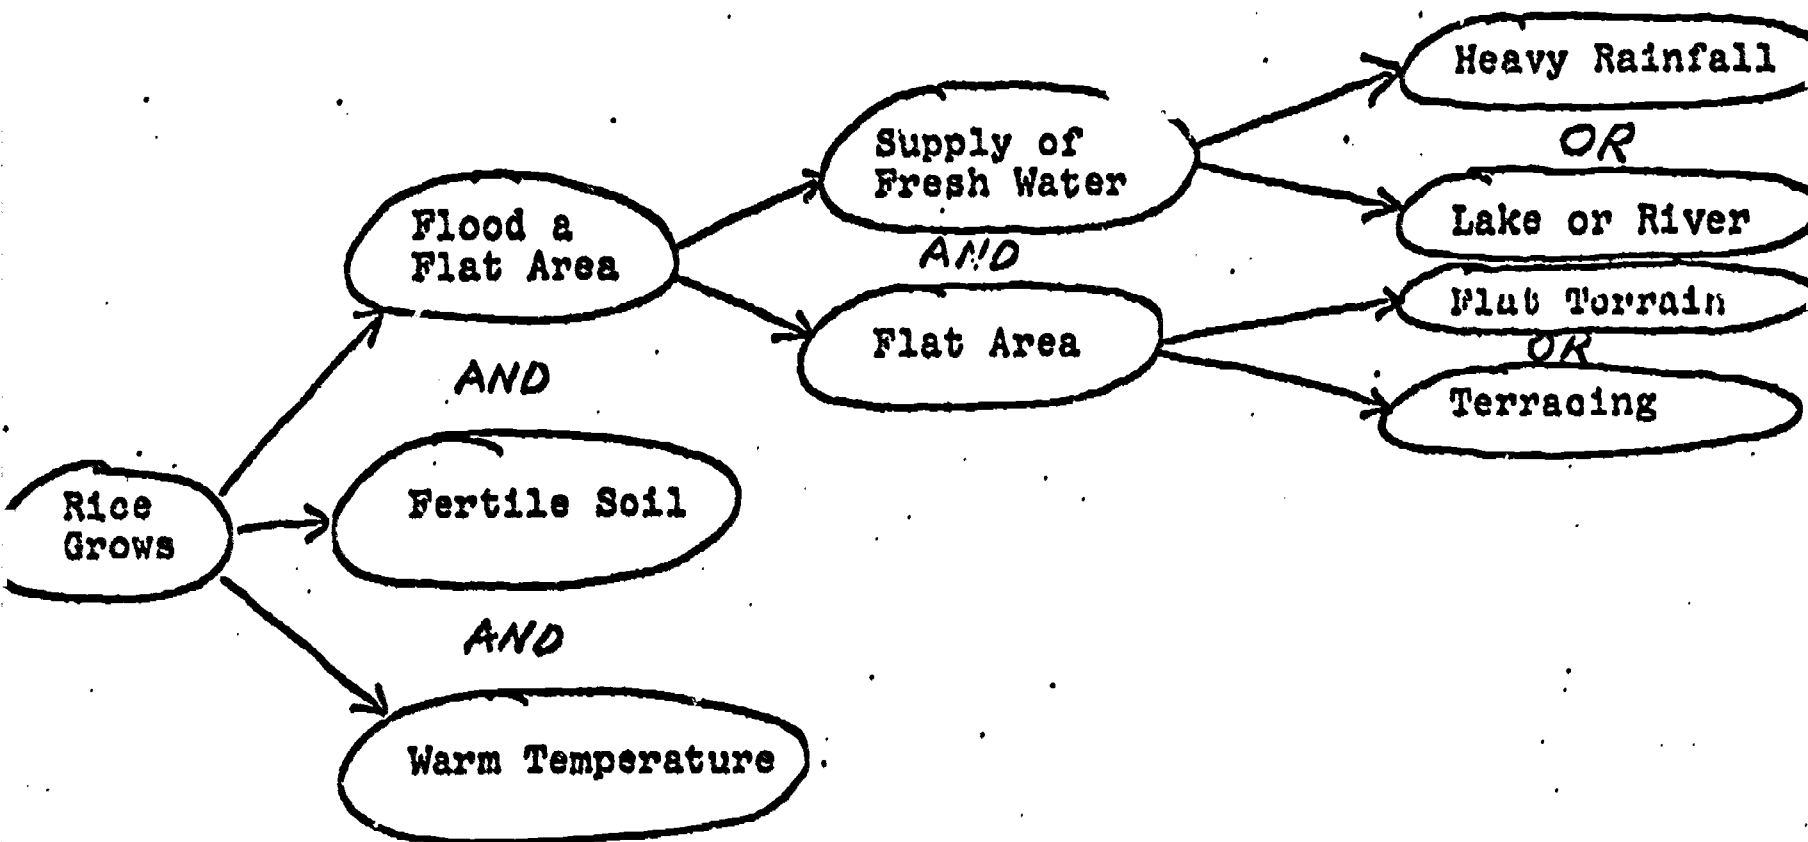 Heavy Rainfall
OR
Supply of
Fresh Water
Lake or River
AND
Flood a
Flat Area
Flat Terrain
OR
Flat Area
Terracing
AND
Fertile Soil
Rice
Grows
AND
Warm Temperature